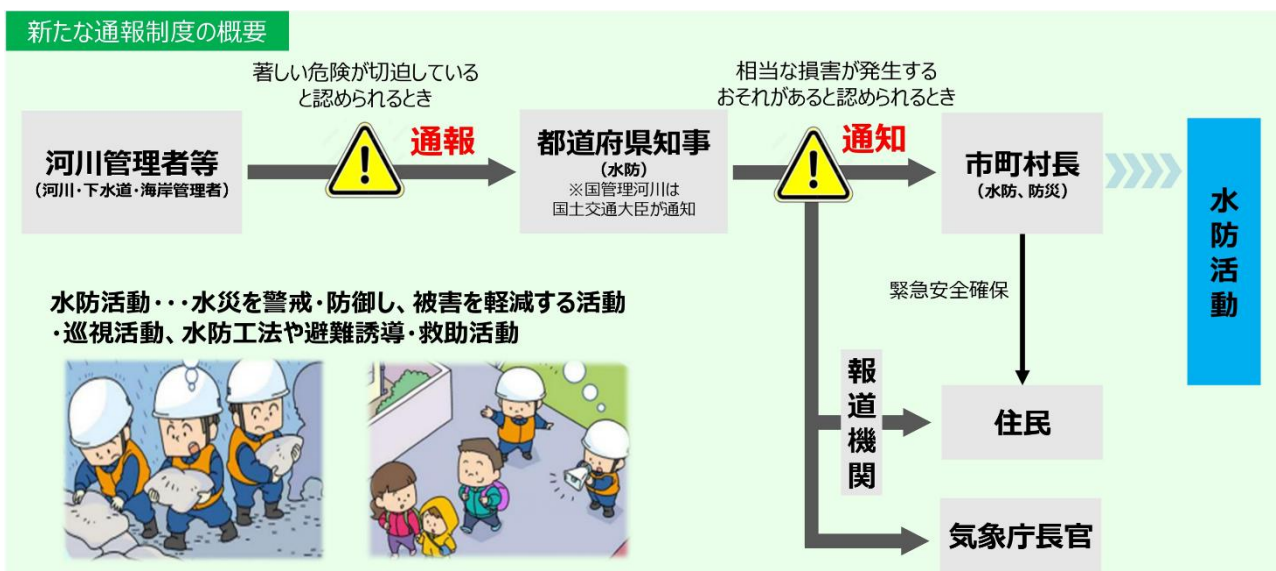 新たな通報制度の概要
著しい危険が切迫している
と認められるとき
通報
河川管理者等
(河川・下水道・海岸管理者)
都道府県知事
(水防)
※国管理河川は
国土交通大臣が通知
相当な損害が発生する
おそれがあると認められるとき
通知
市町村長
(水防、防災)
水防活動
緊急安全確保
報道機関
住民
気象庁長官
水防活動・・・水災を警戒・防御し、被害を軽減する活動
・巡視活動、水防工法や避難誘導・救助活動